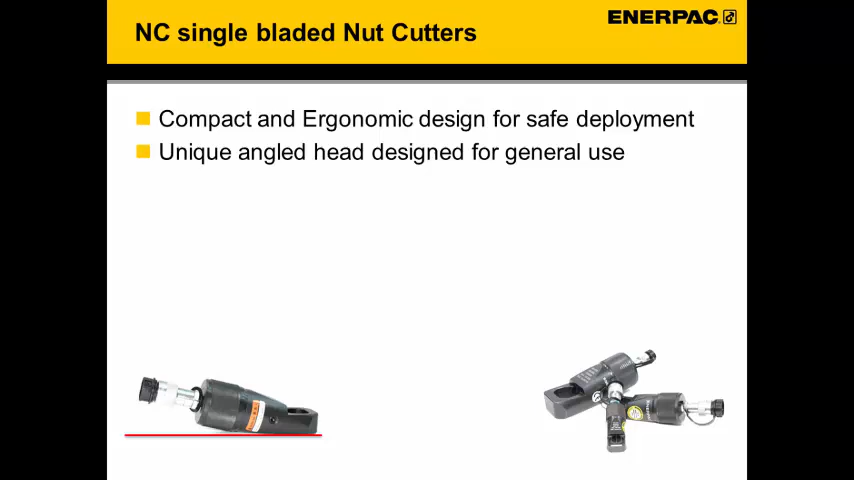 NC single bladed Nut Cutters
ENERPAC
Compact and Ergonomic design for safe deployment
Unique angled head designed for general use